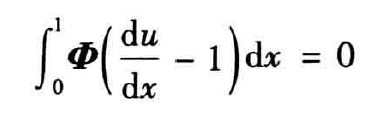 ∫₀¹ Φ(du/dx − 1)dx = 0